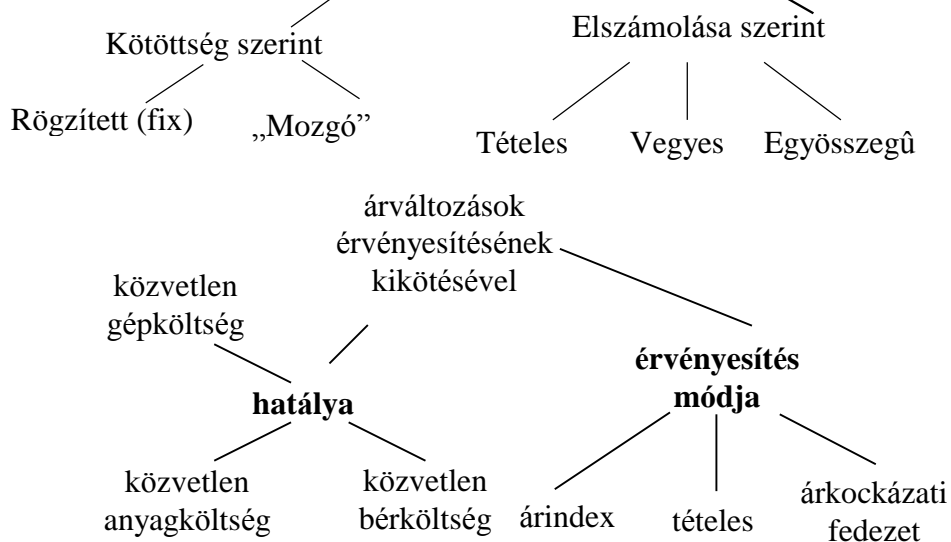 Kötöttség szerint
Elszámolása szerint
Rögzített (fix)
„Mozgó”
Tételes
Vegyes
Egyösszegû
árváltozások
érvényesítésének
kikötésével
közvetlen
gépköltség
hatálya
érvényesítés
módja
közvetlen
anyagköltség
közvetlen
bérköltség
árindex
tételes
árkockázati
fedezet